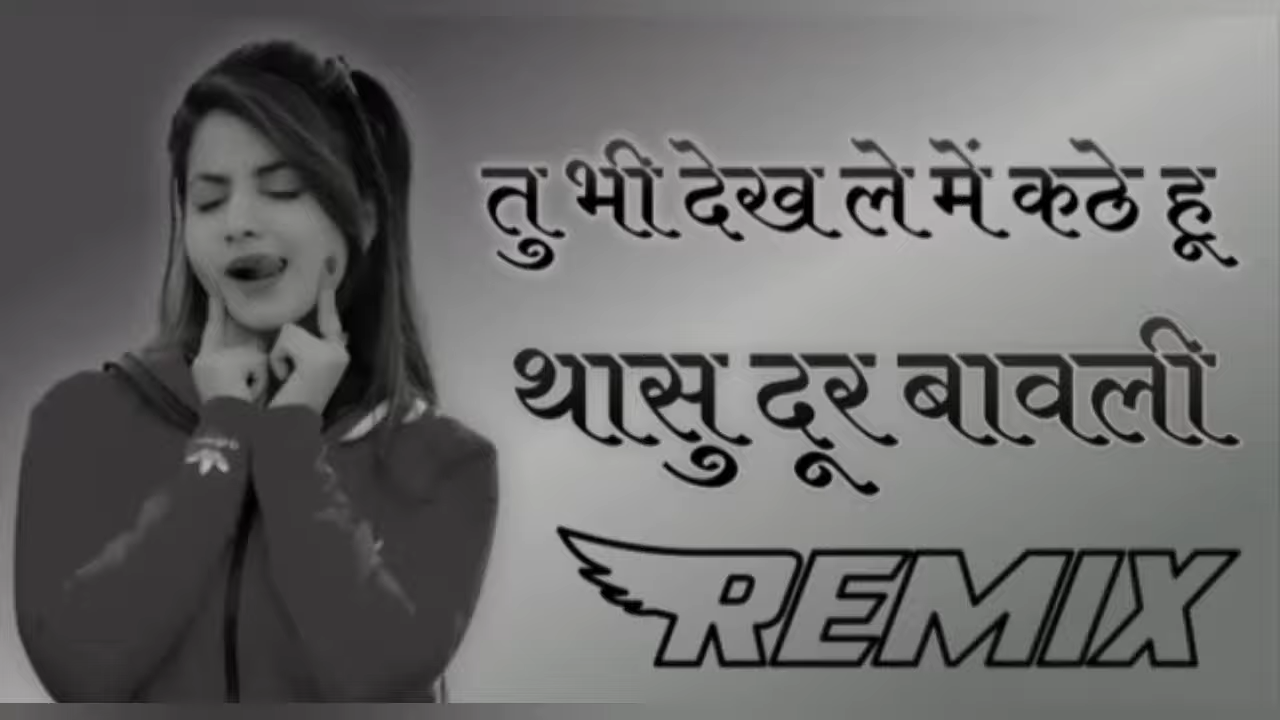 तु भी देख ले में कठे हू
थासु दूर बावली
REMIX